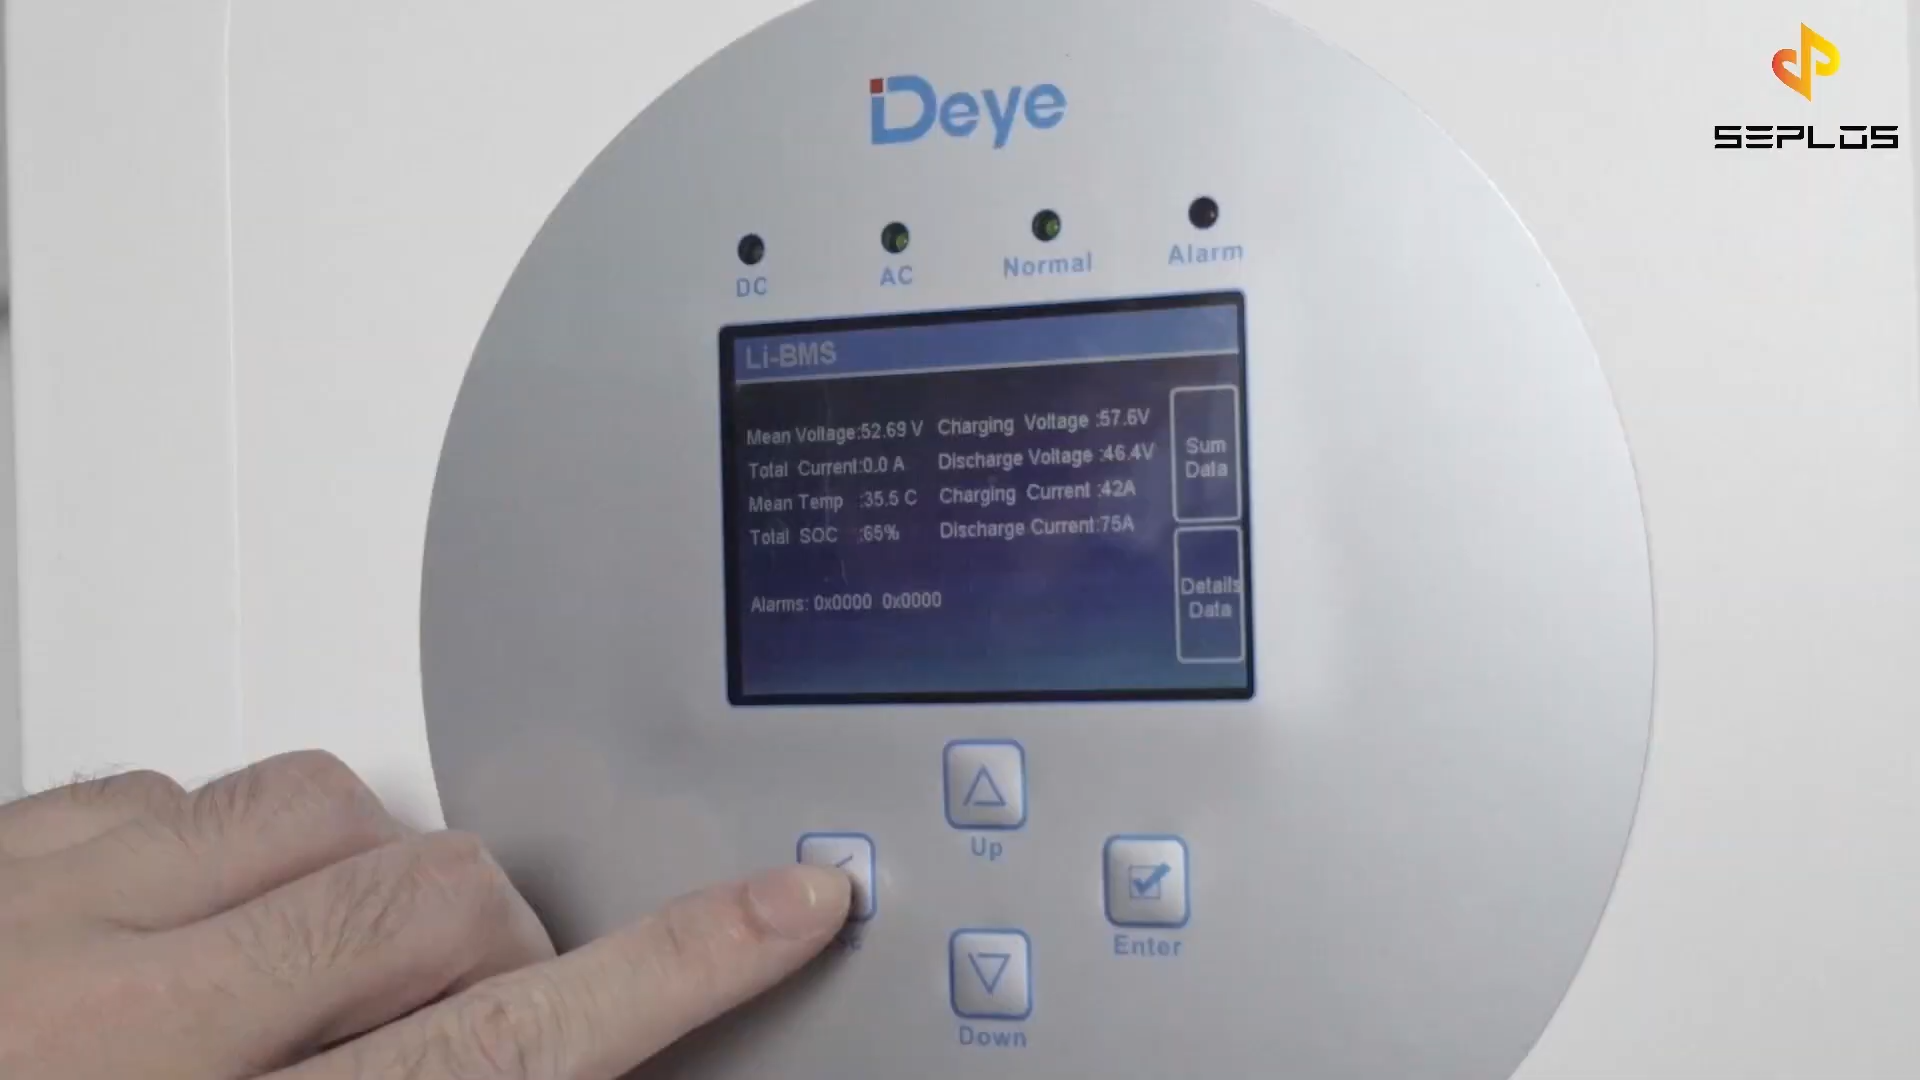 Deye
SEPLOS
DC AC Normal Alarm
Li-BMS
Mean Voltage:52.69 V Charging Voltage :57.6V
Total Current:0.0 A Discharge Voltage :46.4V
Mean Temp :35.5 C Charging Current :42A
Total SOC :65% Discharge Current:75A
Alarms: 0x0000 0x0000
Sum
Data
Details
Data
Up
Enter
Down